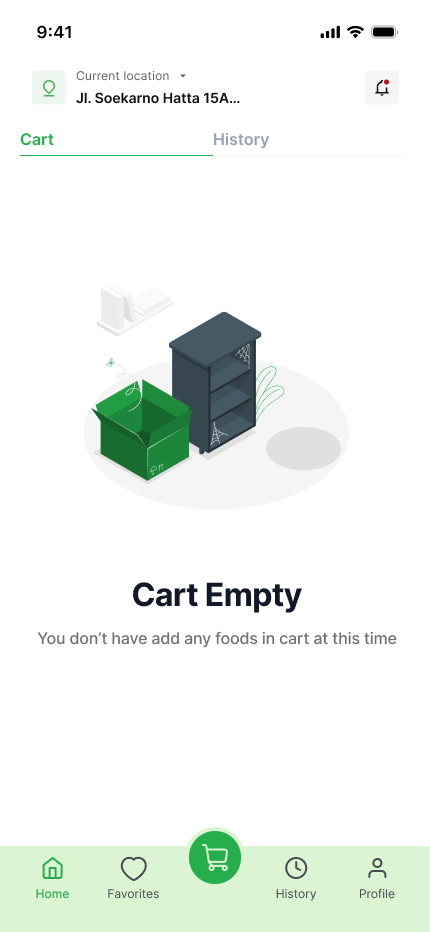 9:41
Current location
Jl. Soekarno Hatta 15A...
Cart
History
Cart Empty
You don’t have add any foods in cart at this time
Home
Favorites
History
Profile